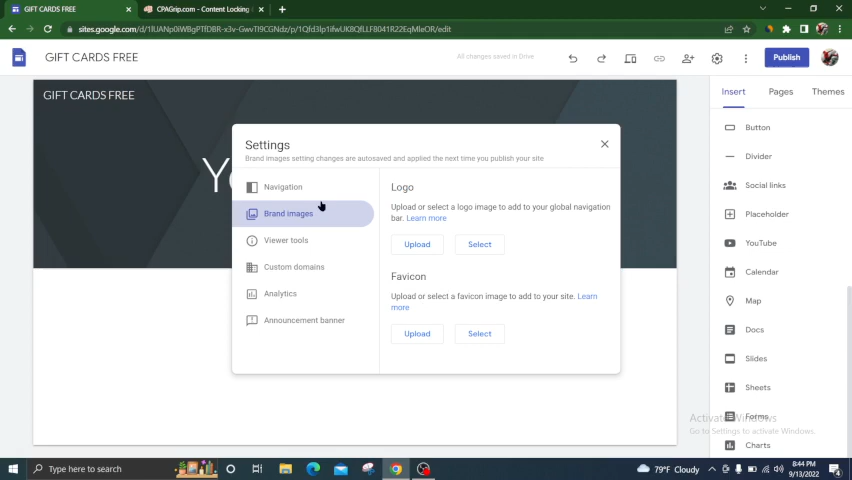 GIFT CARDS FREE
CPAGrip.com - Content Locking
sites.google.com/d/1lUANp0iWgPTfDBR-x3v-GwvTl9CGNdz/p/1Qfd3lp1ifwUK8QfLLF8041R22EqMleOR/edit
GIFT CARDS FREE
All changes saved in Drive
Publish
GIFT CARDS FREE
Insert
Pages
Themes
Button
Divider
Social links
Placeholder
YouTube
Calendar
Map
Docs
Slides
Sheets
Forms
Charts
Settings
Brand images setting changes are autosaved and applied the next time you publish your site
Navigation
Brand images
Viewer tools
Custom domains
Analytics
Announcement banner
Logo
Upload or select a logo image to add to your global navigation
bar. Learn more
Upload
Select
Favicon
Upload or select a favicon image to add to your site. Learn
more
Upload
Select
Activate Windows
Go to Settings to activate Windows.
Type here to search
79°F Cloudy
8:44 PM
9/13/2022
4